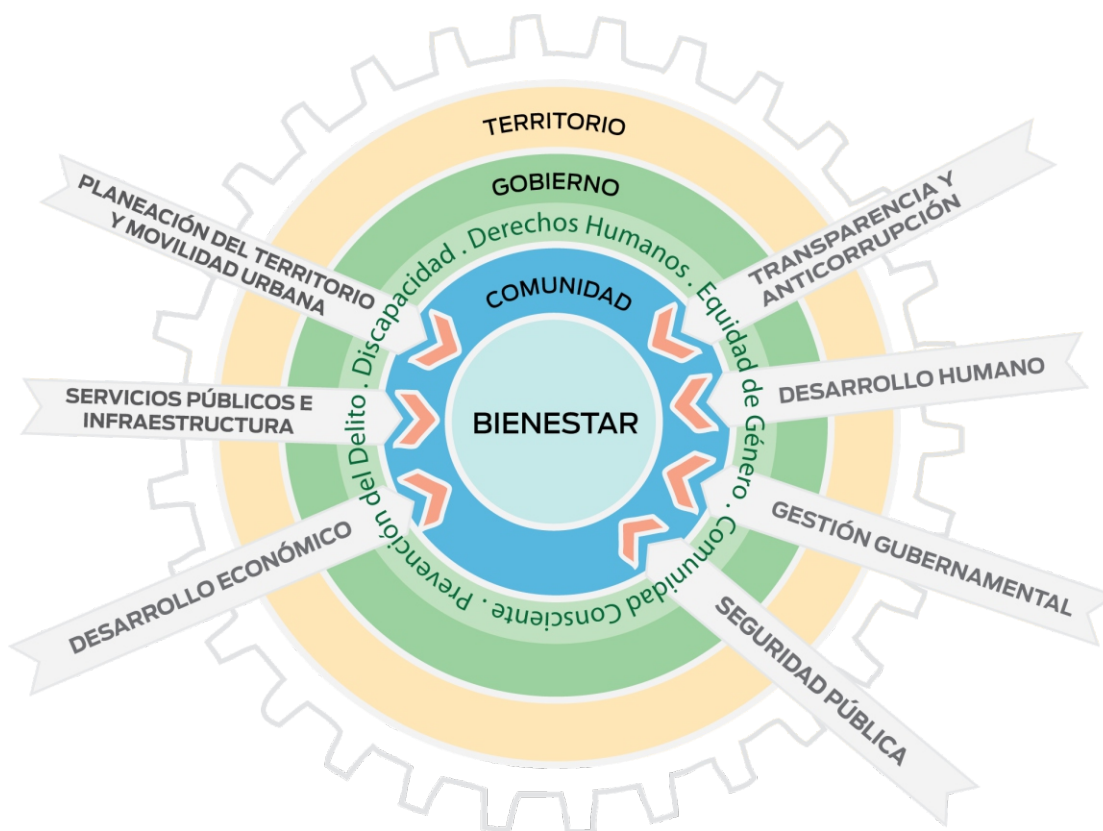 TERRITORIO
GOBIERNO
Prevención del Delito . Discapacidad . Derechos Humanos . Equidad de Género . Comunidad Consciente .
COMUNIDAD
BIENESTAR
PLANEACIÓN DEL TERRITORIO
Y MOVILIDAD URBANA
SERVICIOS PÚBLICOS E
INFRAESTRUCTURA
DESARROLLO ECONÓMICO
TRANSPARENCIA Y
ANTICORRUPCIÓN
DESARROLLO HUMANO
GESTIÓN GUBERNAMENTAL
SEGURIDAD PÚBLICA